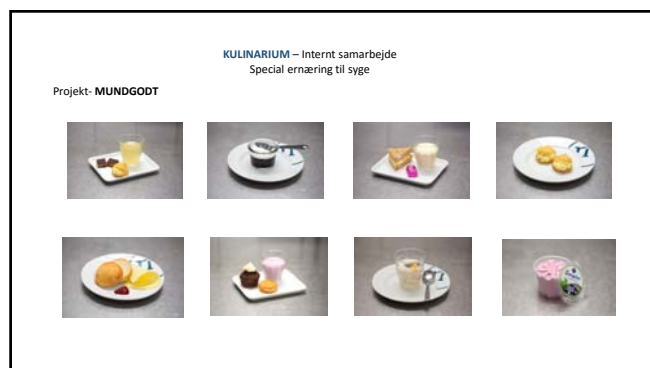 KULINARIUM – Internt samarbejde
Special ernæring til syge
Projekt- MUNDGODT